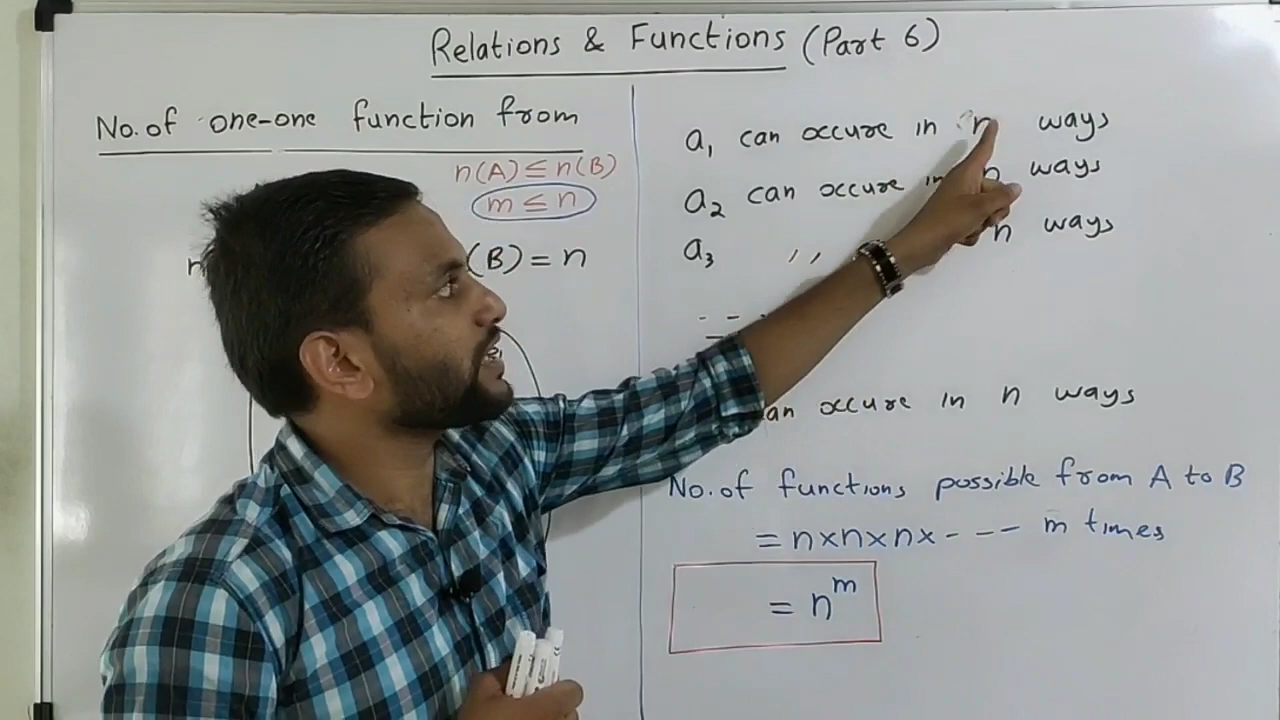 Relations & Functions (Part 6)
No. of one-one function from
n(A) ≤ n(B)
m ≤ n
n
(B) = n
a₁ can occure in n ways
a₂ can occure in n ways
a₃ ,, n ways
- - -
an occure in n ways
No. of functions possible from A to B
= n×n×n×- - - m times
= nᵐ